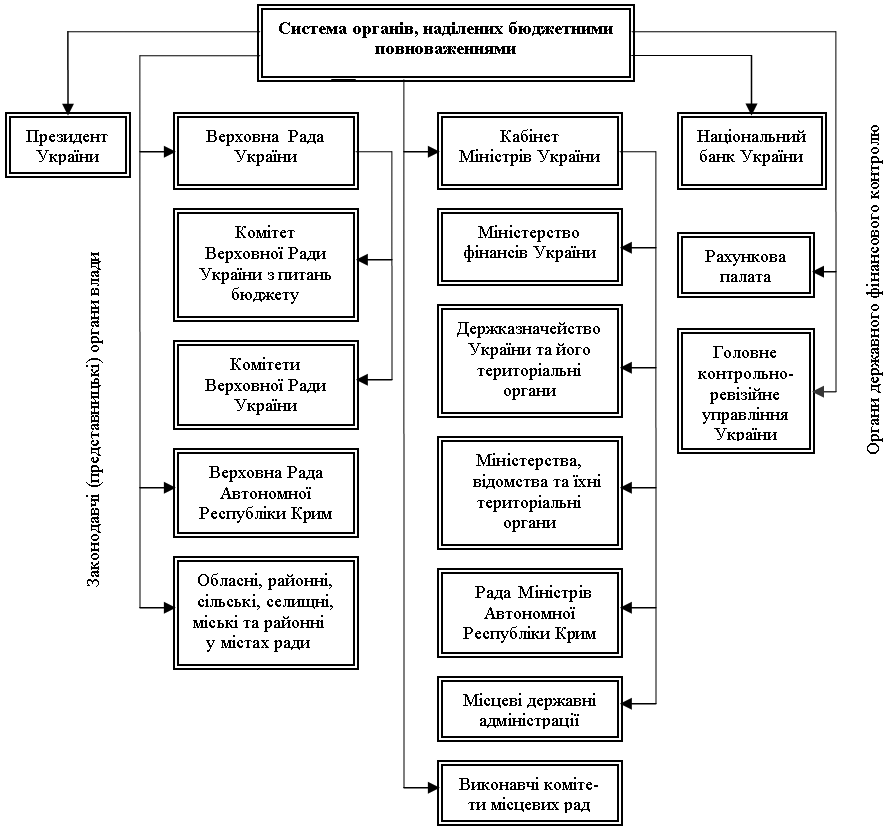 Система органів, наділених бюджетними
повноваженнями
Президент
України
Верховна Рада
України
Кабінет
Міністрів України
Національний
банк України
Комітет
Верховної Ради
України з питань
бюджету
Міністерство
фінансів України
Рахункова
палата
Комітети
Верховної Ради
України
Держказначейство
України та його
територіальні
органи
Головне
контрольно-
ревізійне
управління
України
Верховна Рада
Автономної
Республіки Крим
Міністерства,
відомства та їхні
територіальні
органи
Обласні, районні,
сільські, селищні,
міські та районні
у містах ради
Рада Міністрів
Автономної
Республіки Крим
Місцеві державні
адміністрації
Виконавчі коміте-
ти місцевих рад
Законодавчі (представницькі) органи влади
Органи державного фінансового контролю